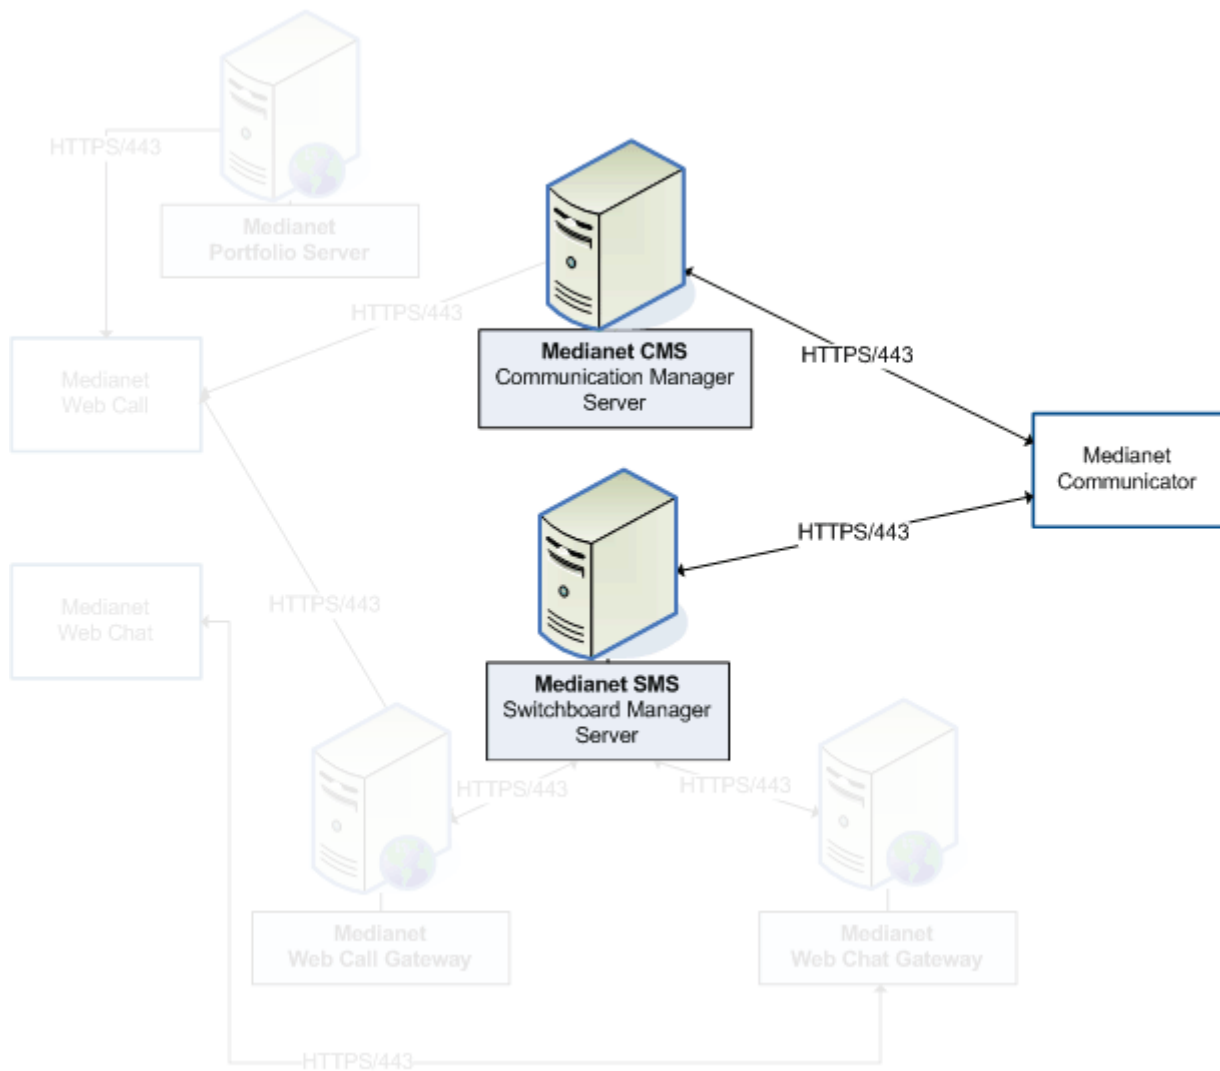 HTTPS/443
Medianet
Portfolio Server
HTTPS/443
Medianet CMS
Communication Manager
Server
HTTPS/443
Medianet
Web Call
Medianet
Communicator
HTTPS/443
Medianet
Web Chat
HTTPS/443
Medianet SMS
Switchboard Manager
Server
HTTPS/443
HTTPS/443
Medianet
Web Call Gateway
Medianet
Web Chat Gateway
HTTPS/443